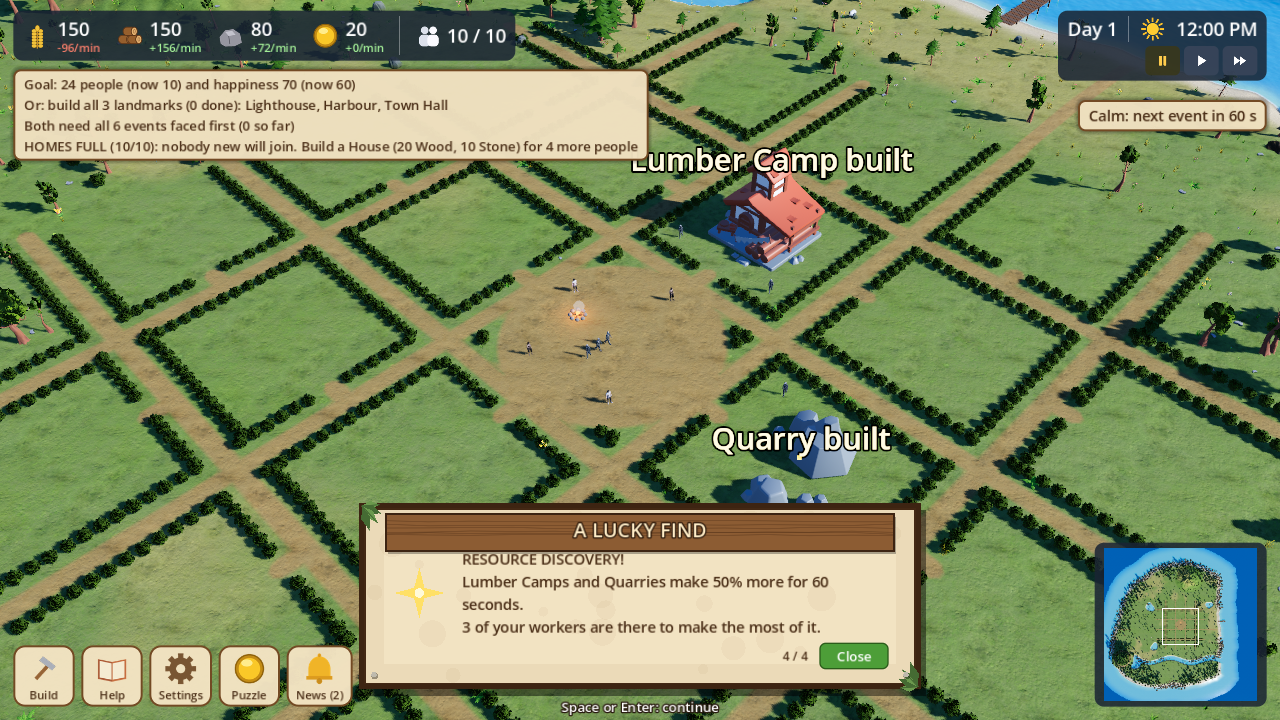 150 150 80 20 10 / 10
-96/min +156/min +72/min +0/min
Day 1 12:00 PM
Goal: 24 people (now 10) and happiness 70 (now 60)
Or: build all 3 landmarks (0 done): Lighthouse, Harbour, Town Hall
Both need all 6 events faced first (0 so far)
HOMES FULL (10/10): nobody new will join. Build a House (20 Wood, 10 Stone) for 4 more people
Calm: next event in 60 s
Lumber Camp built
Quarry built
A LUCKY FIND
RESOURCE DISCOVERY!
Lumber Camps and Quarries make 50% more for 60
seconds.
3 of your workers are there to make the most of it.
4 / 4 Close
Build Help Settings Puzzle News (2)
Space or Enter: continue